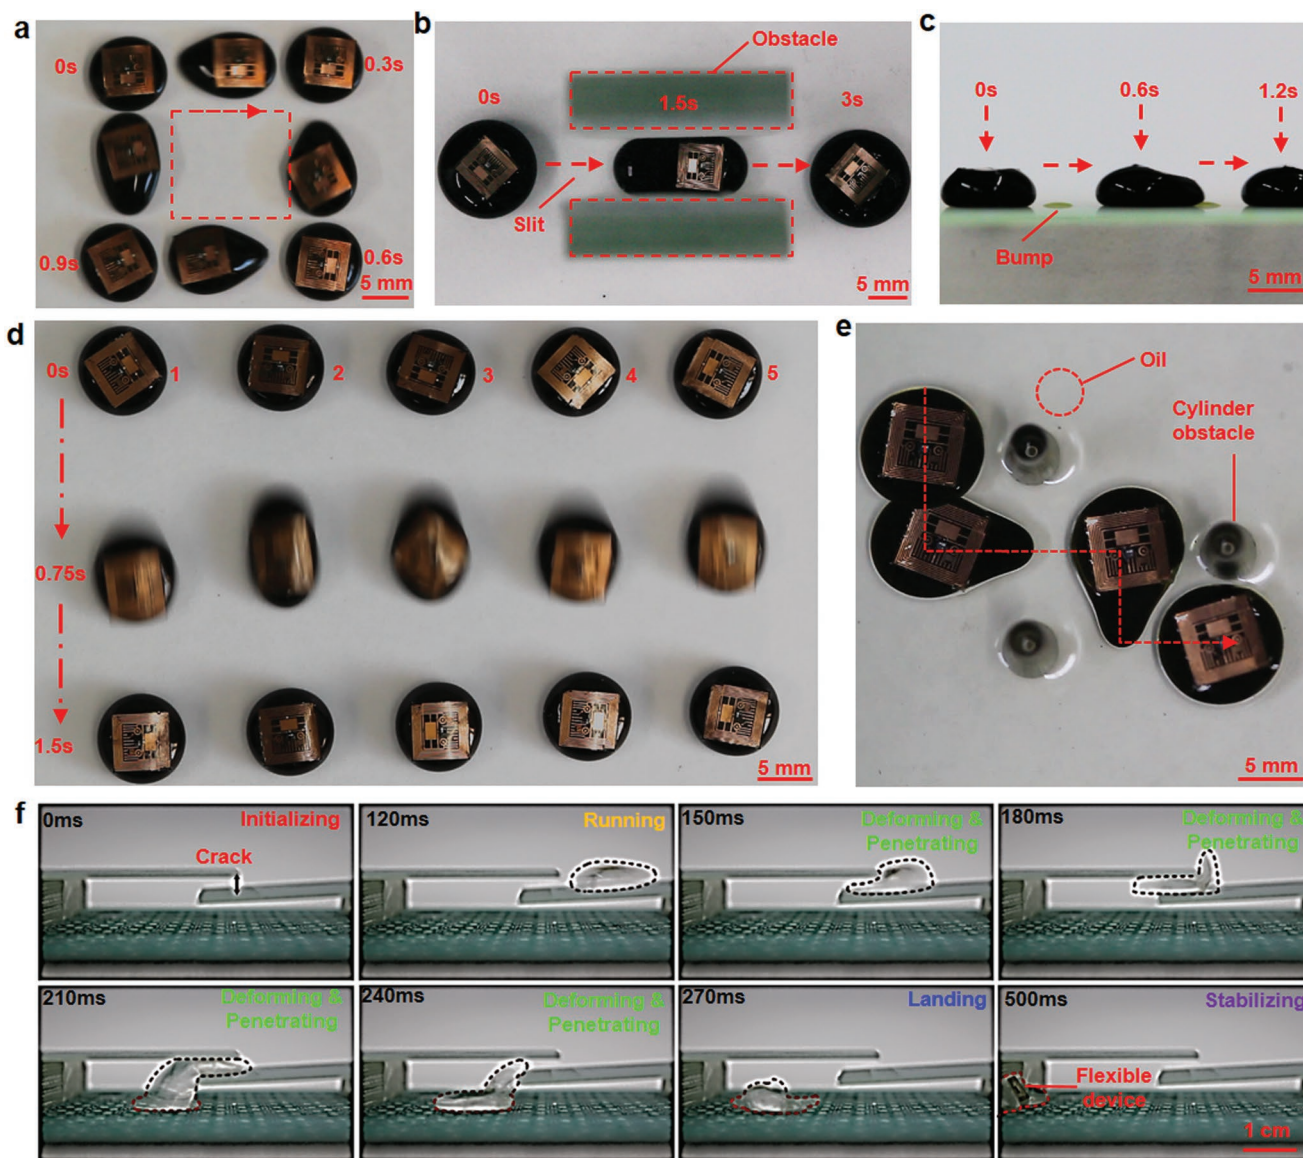 a
0s
0.3s
0.9s
0.6s
5 mm
b
Obstacle
0s
1.5s
3s
Slit
5 mm
c
0s
0.6s
1.2s
Bump
5 mm
d
0s
1
2
3
4
5
0.75s
1.5s
5 mm
e
Oil
Cylinder
obstacle
5 mm
f
0ms
Initializing
Crack
120ms
Running
150ms
Deforming &
Penetrating
180ms
Deforming &
Penetrating
210ms
Deforming &
Penetrating
240ms
Deforming &
Penetrating
270ms
Landing
500ms
Stabilizing
Flexible
device
1 cm